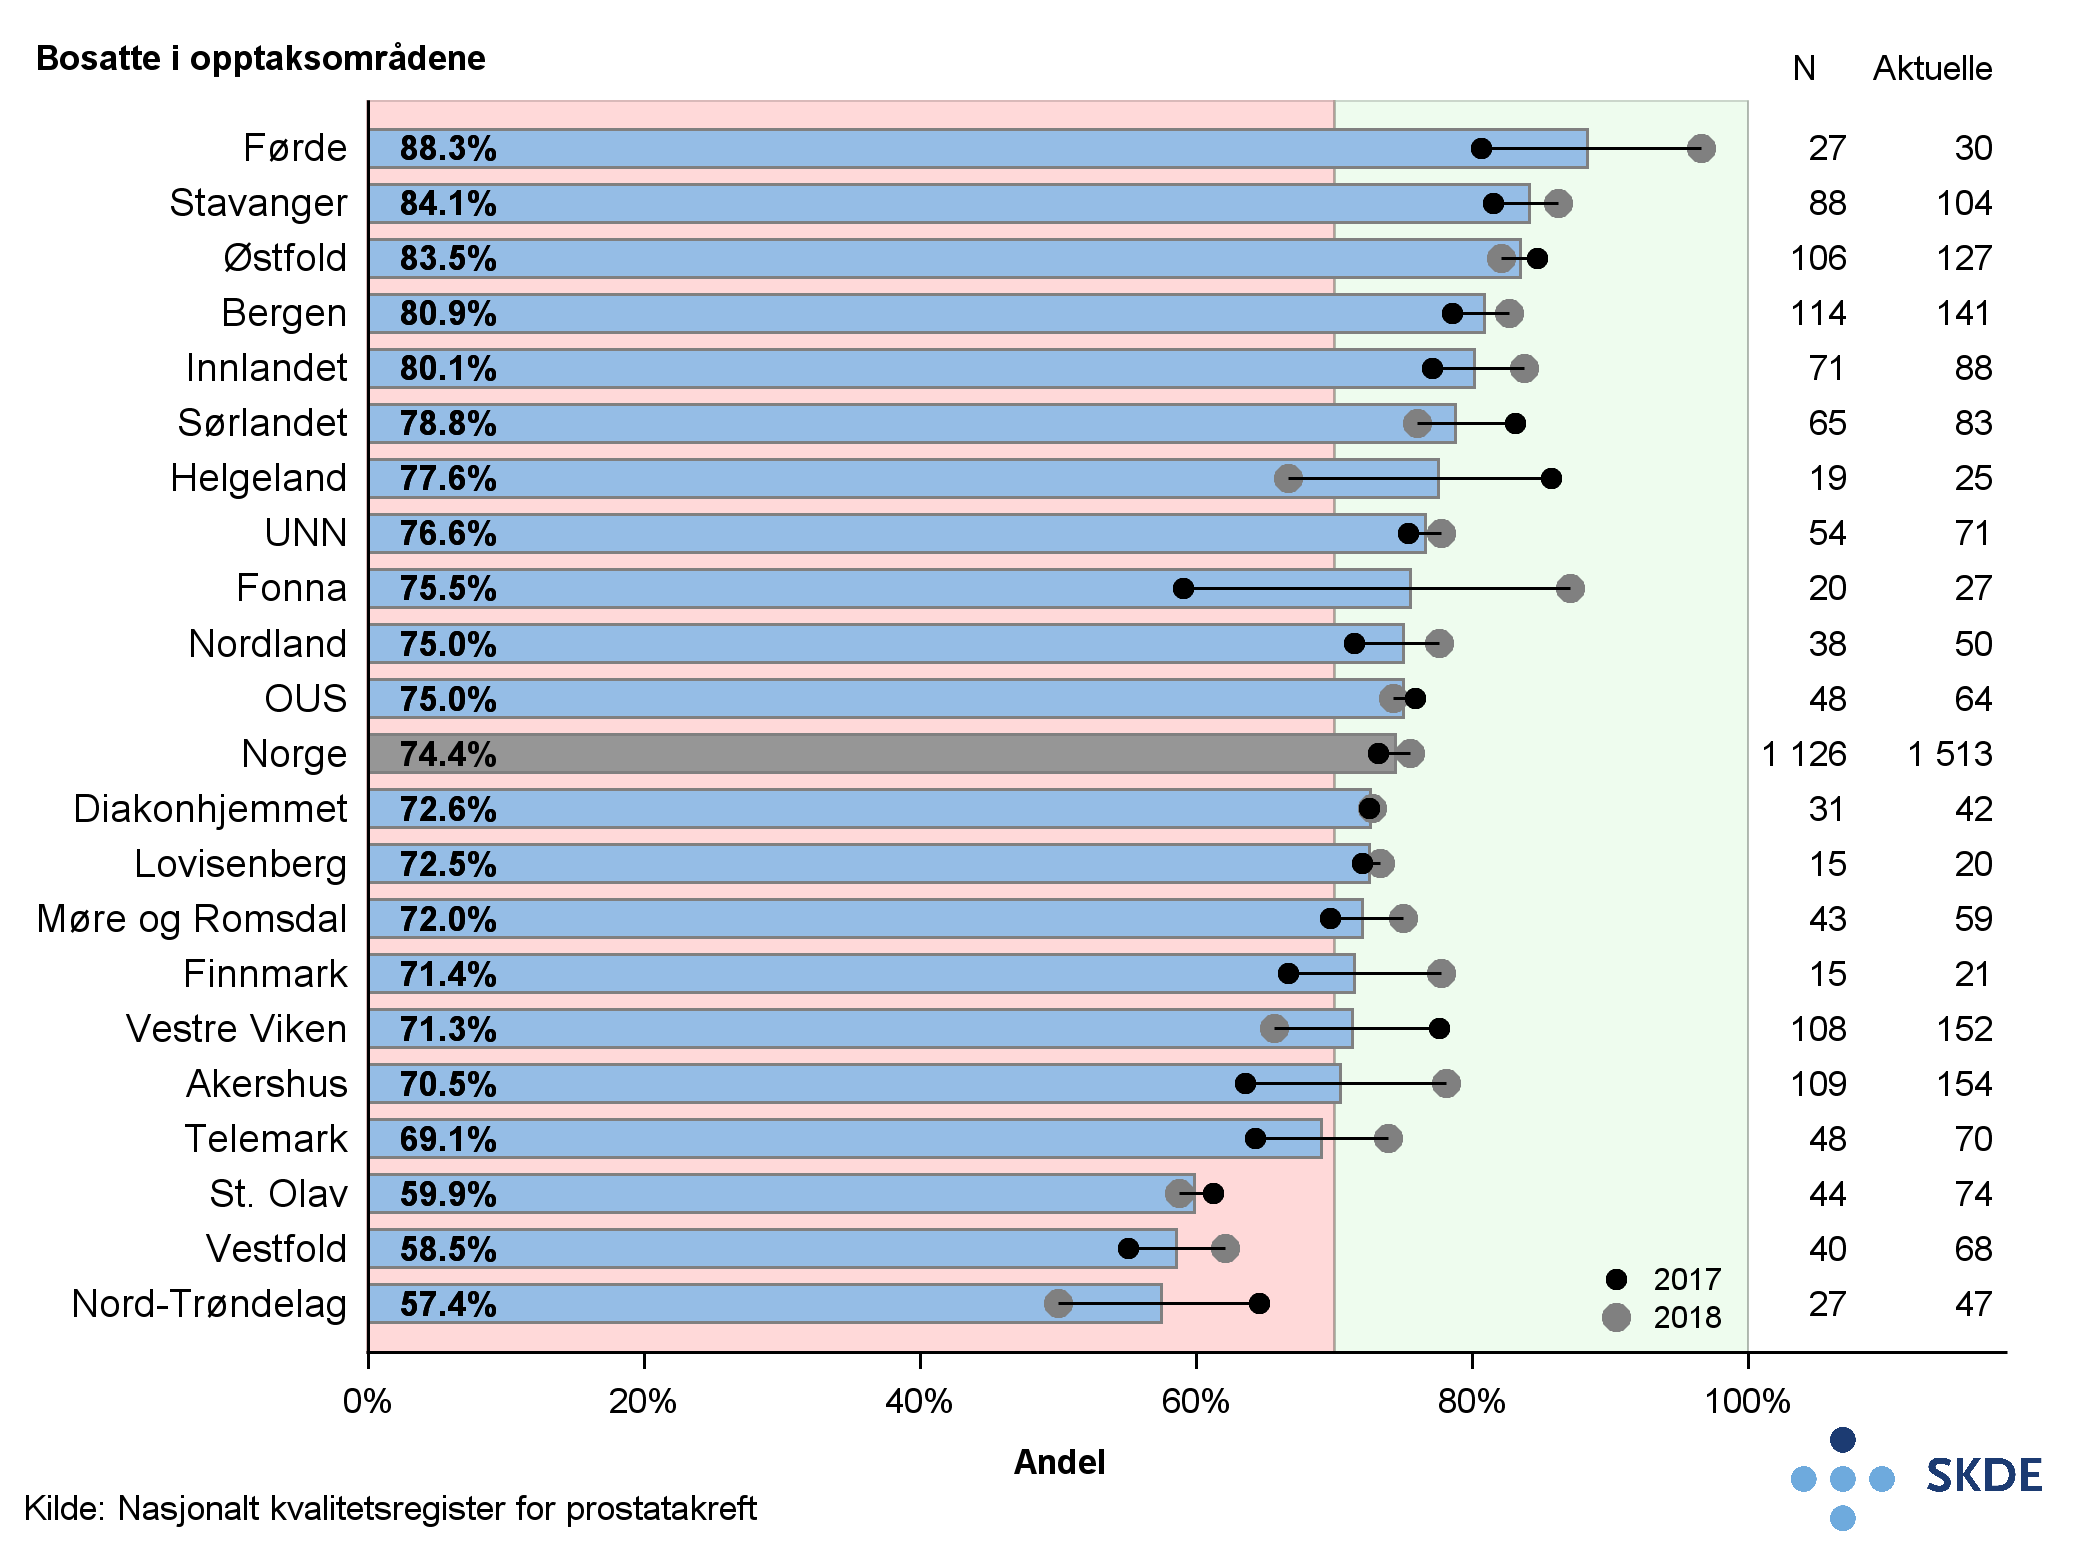 Bosatte i opptaksområdene N Aktuelle
Førde 88.3% 27 30
Stavanger 84.1% 88 104
Østfold 83.5% 106 127
Bergen 80.9% 114 141
Innlandet 80.1% 71 88
Sørlandet 78.8% 65 83
Helgeland 77.6% 19 25
UNN 76.6% 54 71
Fonna 75.5% 20 27
Nordland 75.0% 38 50
OUS 75.0% 48 64
Norge 74.4% 1 126 1 513
Diakonhjemmet 72.6% 31 42
Lovisenberg 72.5% 15 20
Møre og Romsdal 72.0% 43 59
Finnmark 71.4% 15 21
Vestre Viken 71.3% 108 152
Akershus 70.5% 109 154
Telemark 69.1% 48 70
St. Olav 59.9% 44 74
Vestfold 58.5% 40 68
Nord-Trøndelag 57.4% 27 47
2017
2018
0% 20% 40% 60% 80% 100%
Andel
SKDE
Kilde: Nasjonalt kvalitetsregister for prostatakreft